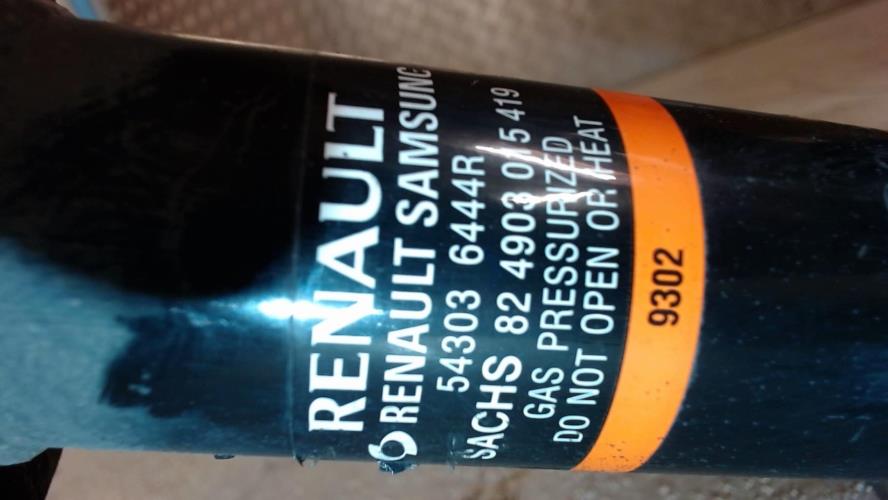 RENAULT
RENAULT SAMSUNG
54303 6444R
SACHS 82 4903 015 419
GAS PRESSURIZED
DO NOT OPEN OR HEAT
9302